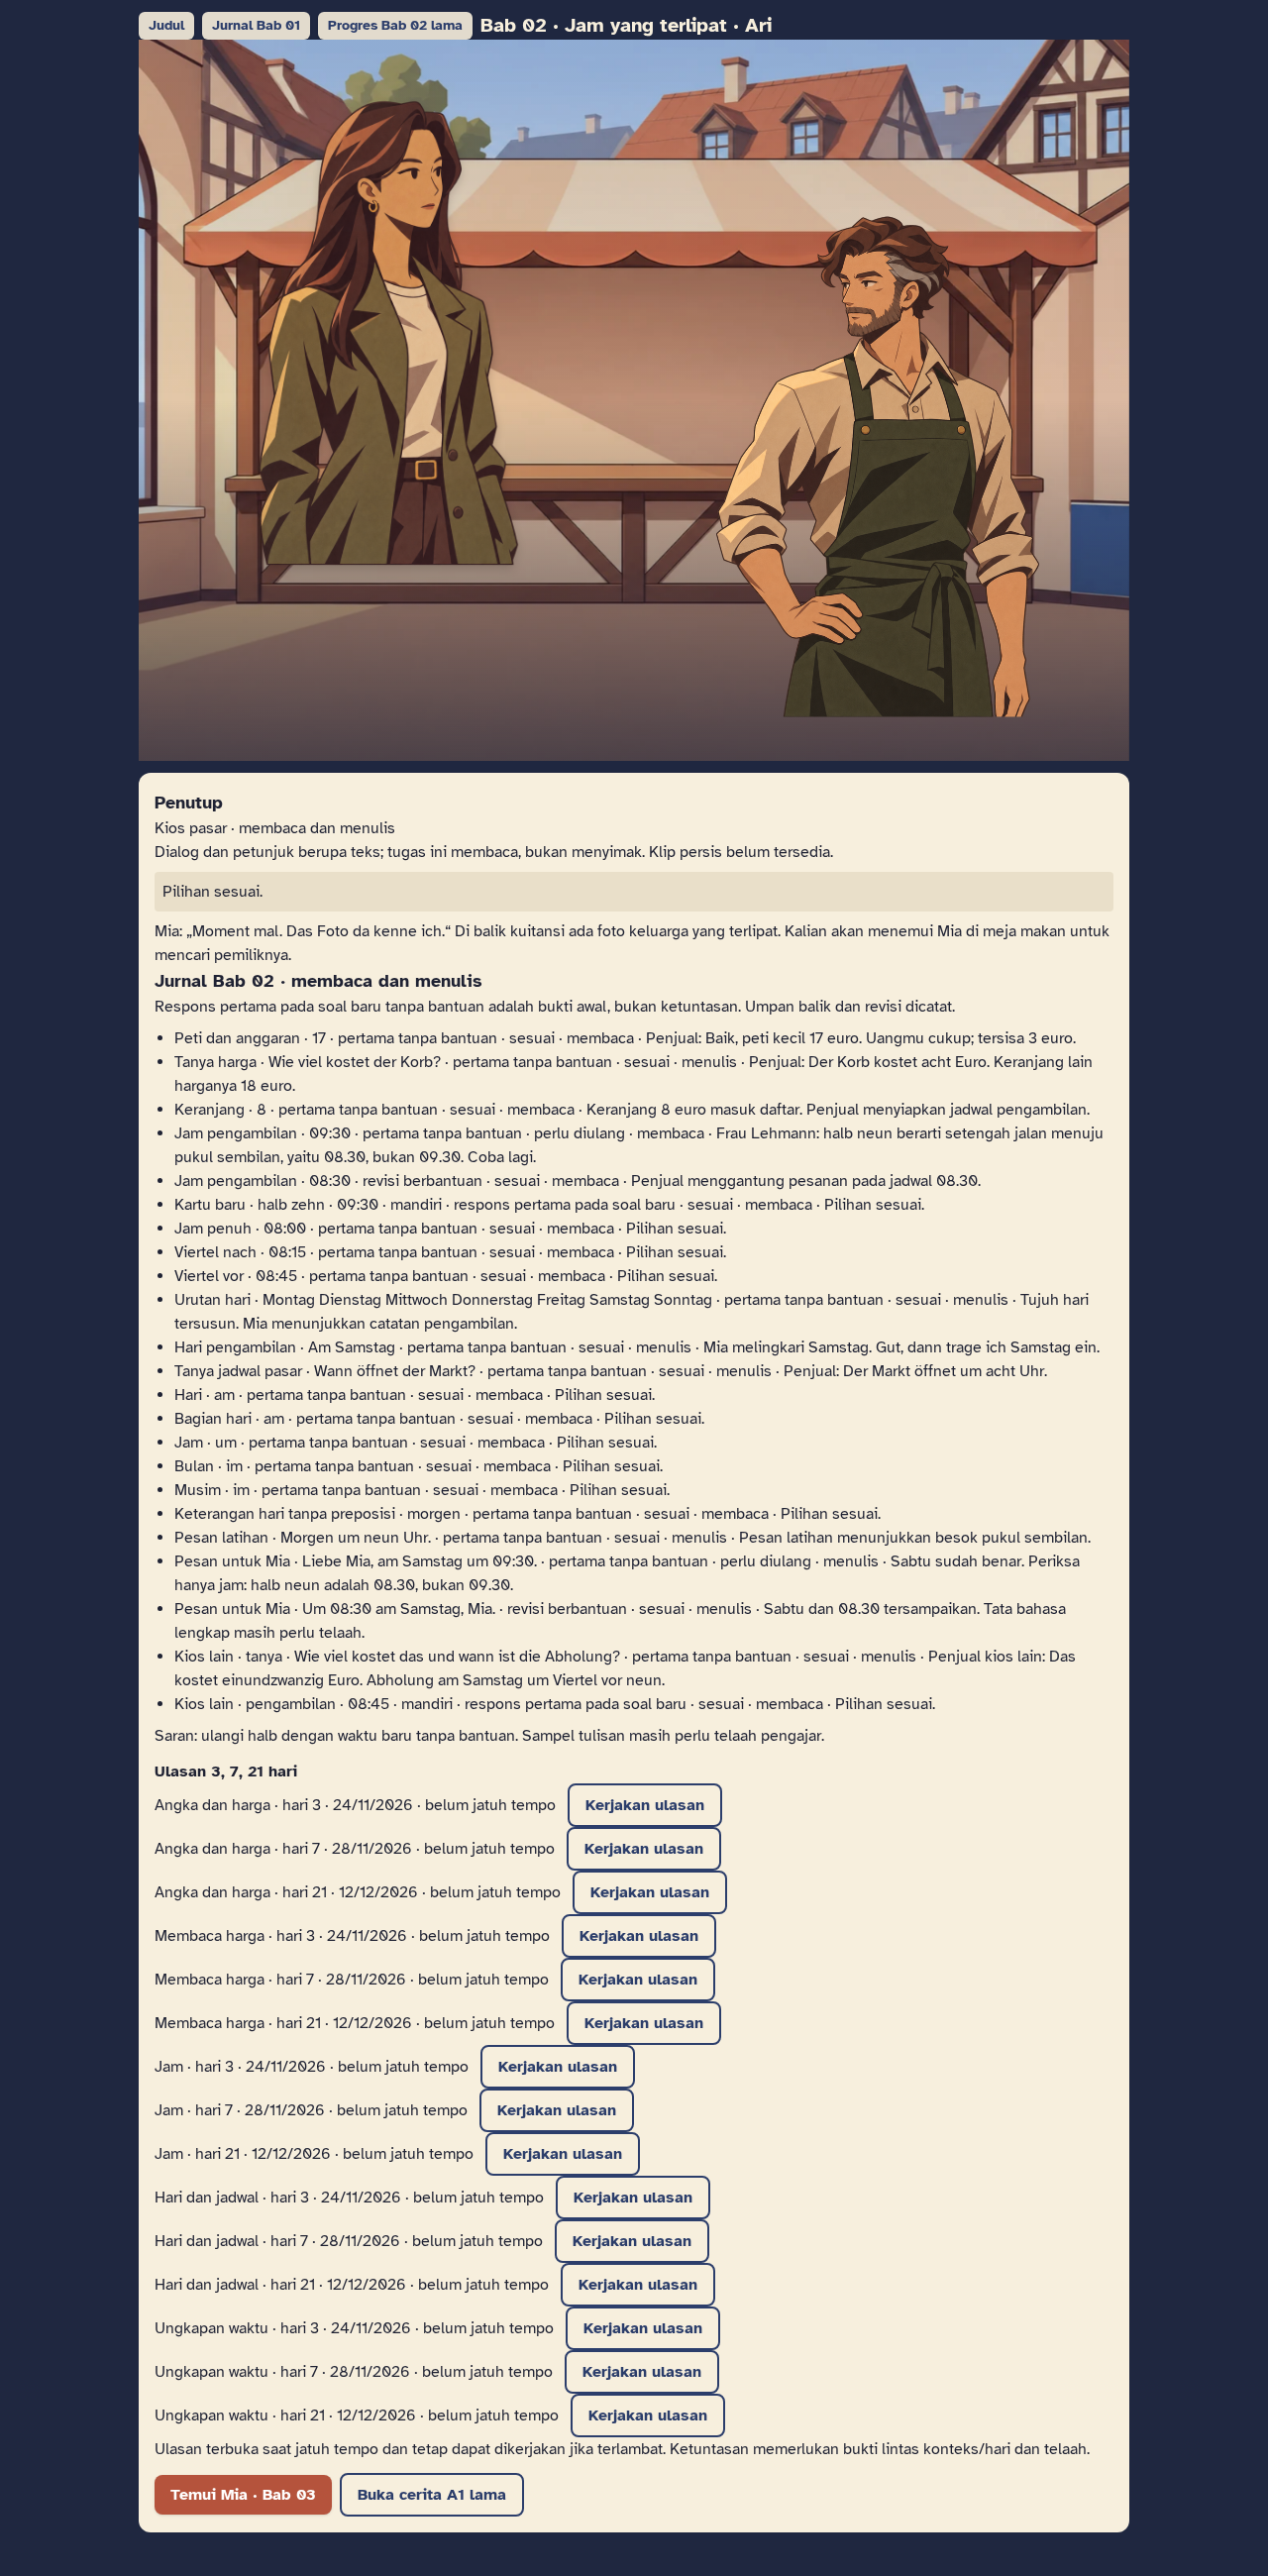 Judul
Jurnal Bab 01
Progres Bab 02 lama
Bab 02 · Jam yang terlipat · Ari
Penutup
Kios pasar · membaca dan menulis
Dialog dan petunjuk berupa teks; tugas ini membaca, bukan menyimak. Klip persis belum tersedia.
Pilihan sesuai.
Mia: „Moment mal. Das Foto da kenne ich.“ Di balik kuitansi ada foto keluarga yang terlipat. Kalian akan menemui Mia di meja makan untuk
mencari pemiliknya.
Jurnal Bab 02 · membaca dan menulis
Respons pertama pada soal baru tanpa bantuan adalah bukti awal, bukan ketuntasan. Umpan balik dan revisi dicatat.
• Peti dan anggaran · 17 · pertama tanpa bantuan · sesuai · membaca · Penjual: Baik, peti kecil 17 euro. Uangmu cukup; tersisa 3 euro.
• Tanya harga · Wie viel kostet der Korb? · pertama tanpa bantuan · sesuai · menulis · Penjual: Der Korb kostet acht Euro. Keranjang lain
harganya 18 euro.
• Keranjang · 8 · pertama tanpa bantuan · sesuai · membaca · Keranjang 8 euro masuk daftar. Penjual menyiapkan jadwal pengambilan.
• Jam pengambilan · 09:30 · pertama tanpa bantuan · perlu diulang · membaca · Frau Lehmann: halb neun berarti setengah jalan menuju
pukul sembilan, yaitu 08.30, bukan 09.30. Coba lagi.
• Jam pengambilan · 08:30 · revisi berbantuan · sesuai · membaca · Penjual menggantung pesanan pada jadwal 08.30.
• Kartu baru · halb zehn · 09:30 · mandiri · respons pertama pada soal baru · sesuai · membaca · Pilihan sesuai.
• Jam penuh · 08:00 · pertama tanpa bantuan · sesuai · membaca · Pilihan sesuai.
• Viertel nach · 08:15 · pertama tanpa bantuan · sesuai · membaca · Pilihan sesuai.
• Viertel vor · 08:45 · pertama tanpa bantuan · sesuai · membaca · Pilihan sesuai.
• Urutan hari · Montag Dienstag Mittwoch Donnerstag Freitag Samstag Sonntag · pertama tanpa bantuan · sesuai · menulis · Tujuh hari
tersusun. Mia menunjukkan catatan pengambilan.
• Hari pengambilan · Am Samstag · pertama tanpa bantuan · sesuai · menulis · Mia melingkari Samstag. Gut, dann trage ich Samstag ein.
• Tanya jadwal pasar · Wann öffnet der Markt? · pertama tanpa bantuan · sesuai · menulis · Penjual: Der Markt öffnet um acht Uhr.
• Hari · am · pertama tanpa bantuan · sesuai · membaca · Pilihan sesuai.
• Bagian hari · am · pertama tanpa bantuan · sesuai · membaca · Pilihan sesuai.
• Jam · um · pertama tanpa bantuan · sesuai · membaca · Pilihan sesuai.
• Bulan · im · pertama tanpa bantuan · sesuai · membaca · Pilihan sesuai.
• Musim · im · pertama tanpa bantuan · sesuai · membaca · Pilihan sesuai.
• Keterangan hari tanpa preposisi · morgen · pertama tanpa bantuan · sesuai · membaca · Pilihan sesuai.
• Pesan latihan · Morgen um neun Uhr. · pertama tanpa bantuan · sesuai · menulis · Pesan latihan menunjukkan besok pukul sembilan.
• Pesan untuk Mia · Liebe Mia, am Samstag um 09:30. · pertama tanpa bantuan · perlu diulang · menulis · Sabtu sudah benar. Periksa
hanya jam: halb neun adalah 08.30, bukan 09.30.
• Pesan untuk Mia · Um 08:30 am Samstag, Mia. · revisi berbantuan · sesuai · menulis · Sabtu dan 08.30 tersampaikan. Tata bahasa
lengkap masih perlu telaah.
• Kios lain · tanya · Wie viel kostet das und wann ist die Abholung? · pertama tanpa bantuan · sesuai · menulis · Penjual kios lain: Das
kostet einundzwanzig Euro. Abholung am Samstag um Viertel vor neun.
• Kios lain · pengambilan · 08:45 · mandiri · respons pertama pada soal baru · sesuai · membaca · Pilihan sesuai.
Saran: ulangi halb dengan waktu baru tanpa bantuan. Sampel tulisan masih perlu telaah pengajar.
Ulasan 3, 7, 21 hari
Angka dan harga · hari 3 · 24/11/2026 · belum jatuh tempo Kerjakan ulasan
Angka dan harga · hari 7 · 28/11/2026 · belum jatuh tempo Kerjakan ulasan
Angka dan harga · hari 21 · 12/12/2026 · belum jatuh tempo Kerjakan ulasan
Membaca harga · hari 3 · 24/11/2026 · belum jatuh tempo Kerjakan ulasan
Membaca harga · hari 7 · 28/11/2026 · belum jatuh tempo Kerjakan ulasan
Membaca harga · hari 21 · 12/12/2026 · belum jatuh tempo Kerjakan ulasan
Jam · hari 3 · 24/11/2026 · belum jatuh tempo Kerjakan ulasan
Jam · hari 7 · 28/11/2026 · belum jatuh tempo Kerjakan ulasan
Jam · hari 21 · 12/12/2026 · belum jatuh tempo Kerjakan ulasan
Hari dan jadwal · hari 3 · 24/11/2026 · belum jatuh tempo Kerjakan ulasan
Hari dan jadwal · hari 7 · 28/11/2026 · belum jatuh tempo Kerjakan ulasan
Hari dan jadwal · hari 21 · 12/12/2026 · belum jatuh tempo Kerjakan ulasan
Ungkapan waktu · hari 3 · 24/11/2026 · belum jatuh tempo Kerjakan ulasan
Ungkapan waktu · hari 7 · 28/11/2026 · belum jatuh tempo Kerjakan ulasan
Ungkapan waktu · hari 21 · 12/12/2026 · belum jatuh tempo Kerjakan ulasan
Ulasan terbuka saat jatuh tempo dan tetap dapat dikerjakan jika terlambat. Ketuntasan memerlukan bukti lintas konteks/hari dan telaah.
Temui Mia · Bab 03
Buka cerita A1 lama